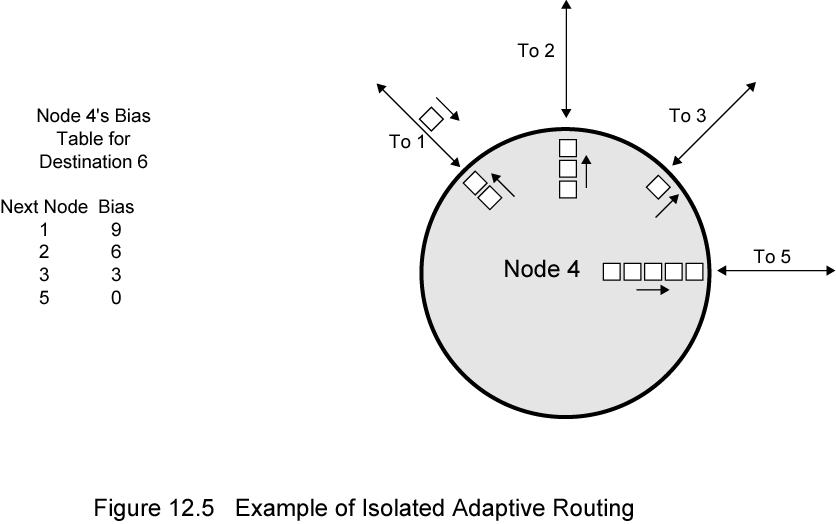 To 2
Node 4's Bias
Table for
Destination 6
To 1
To 3
Next Node Bias
1 9
2 6
3 3
5 0
Node 4
To 5
Figure 12.5 Example of Isolated Adaptive Routing